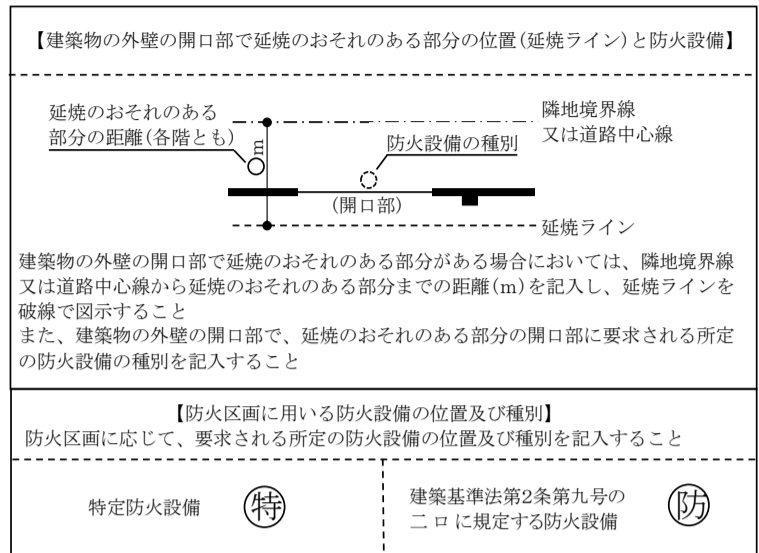 【建築物の外壁の開口部で延焼のおそれのある部分の位置(延焼ライン)と防火設備】
延焼のおそれのある
部分の距離(各階とも)
m
防火設備の種別
隣地境界線
又は道路中心線
(開口部)
延焼ライン
建築物の外壁の開口部で延焼のおそれのある部分がある場合においては、隣地境界線
又は道路中心線から延焼のおそれのある部分までの距離(m)を記入し、延焼ラインを
破線で図示すること
また、建築物の外壁の開口部で、延焼のおそれのある部分の開口部に要求される所定
の防火設備の種別を記入すること
【防火区画に用いる防火設備の位置及び種別】
防火区画に応じて、要求される所定の防火設備の位置及び種別を記入すること
特定防火設備
特
建築基準法第2条第九号の
二 ロ に規定する防火設備
防